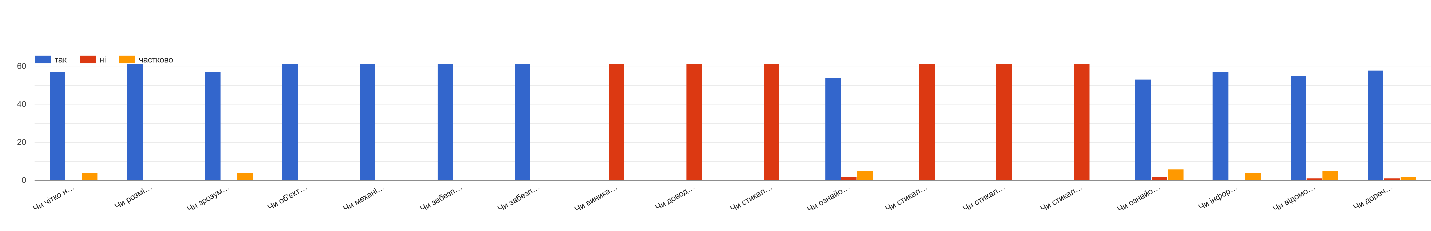 так ні частково
60
40
20
0
Чи чітко н…
Чи розмі…
Чи зрозум…
Чи об'єкт…
Чи механі…
Чи забезп…
Чи забезп…
Чи виника…
Чи довод…
Чи стикал…
Чи ознайо…
Чи стикал…
Чи стикал…
Чи стикал…
Чи ознайо…
Чи інфор…
Чи відомо…
Чи дореч…